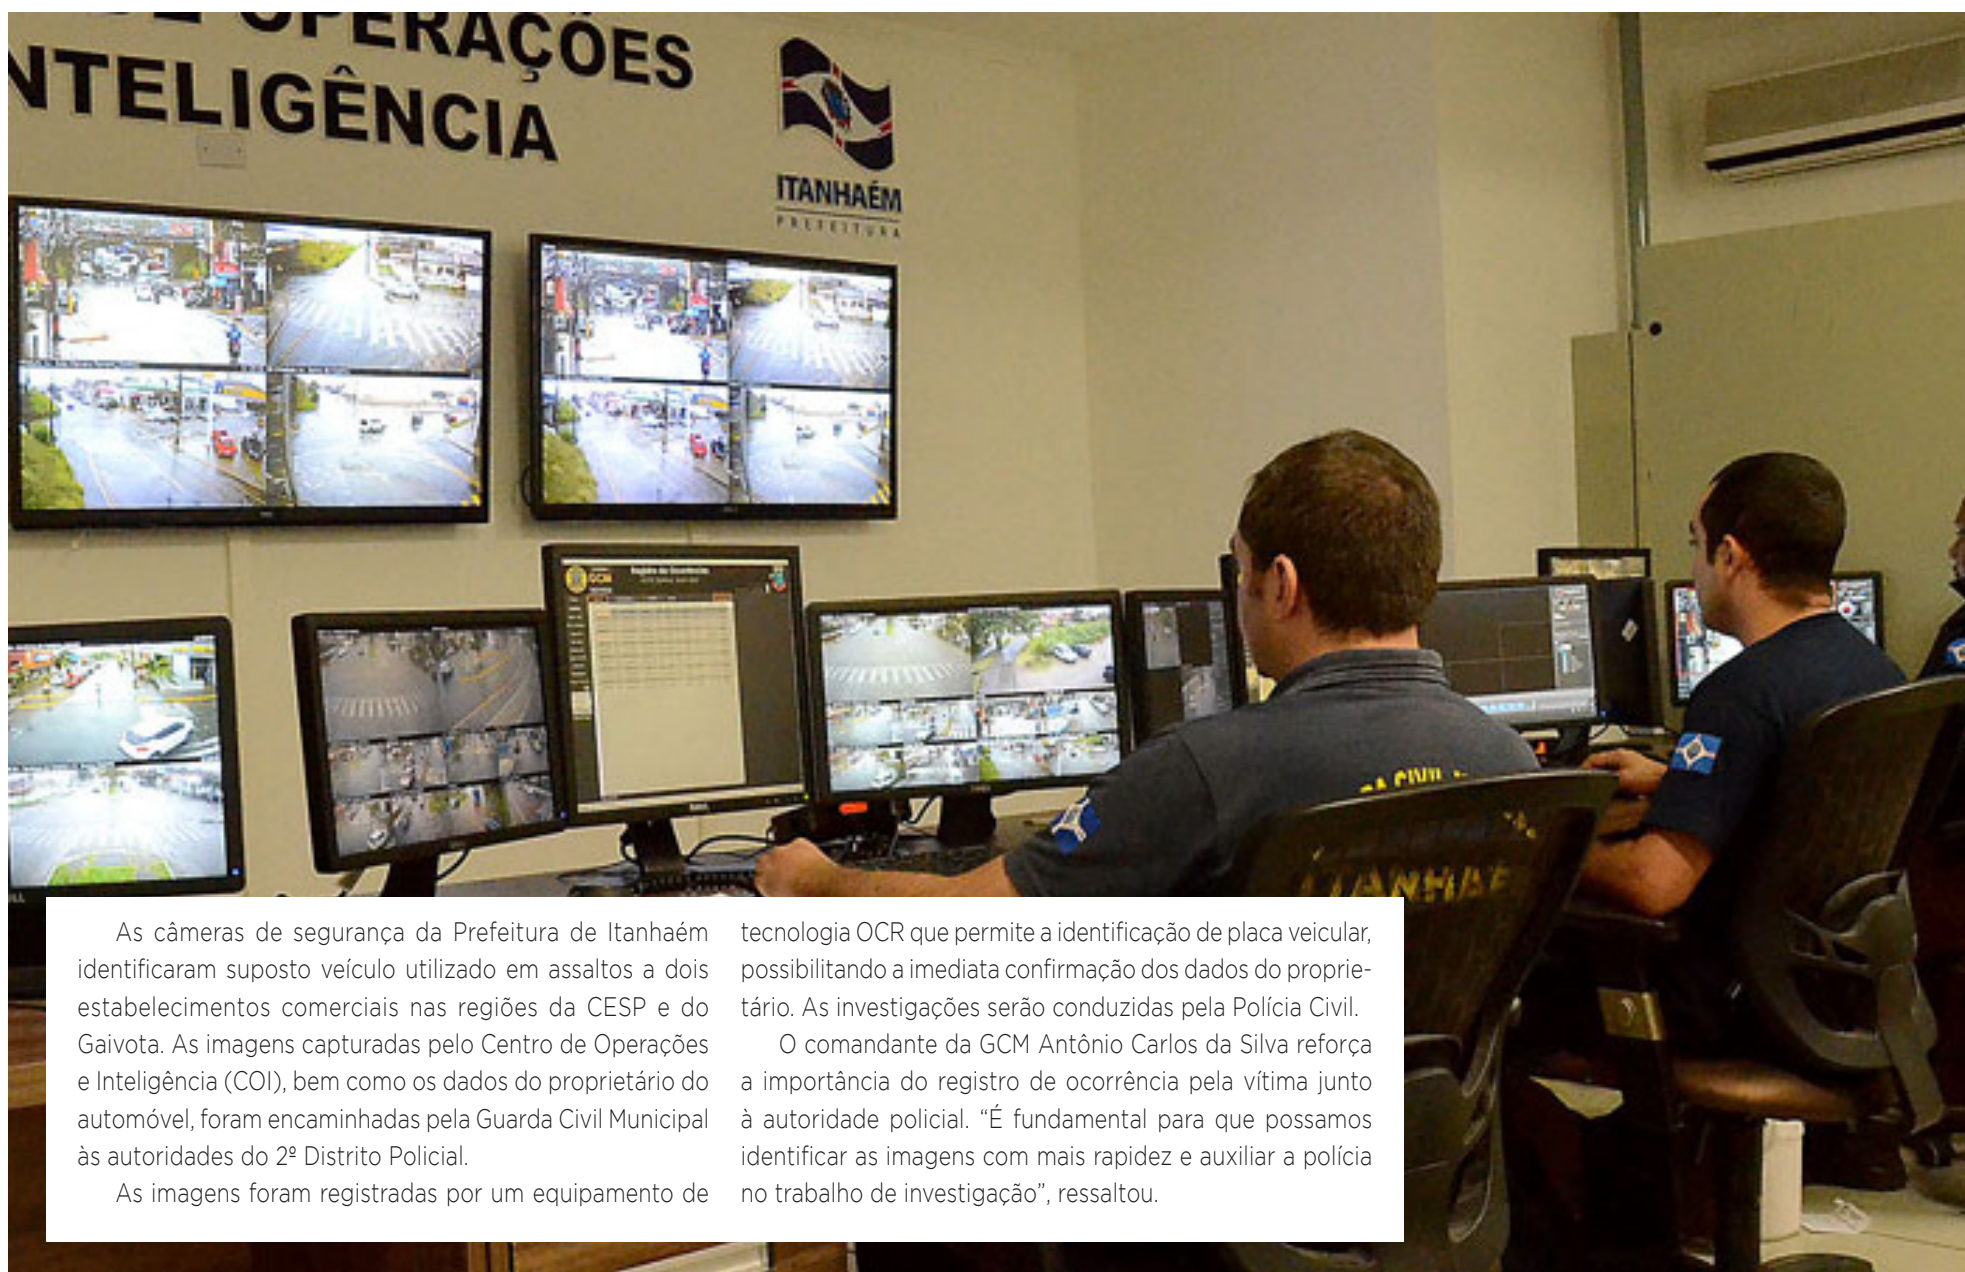 E OPERAÇÕES
NTELIGÊNCIA
ITANHAÉM
PREFEITURA
GCM
Registro de Ocorrências
CIVIL
ITANHAÉ
As câmeras de segurança da Prefeitura de Itanhaém
identificaram suposto veículo utilizado em assaltos a dois
estabelecimentos comerciais nas regiões da CESP e do
Gaivota. As imagens capturadas pelo Centro de Operações
e Inteligência (COI), bem como os dados do proprietário do
automóvel, foram encaminhadas pela Guarda Civil Municipal
às autoridades do 2º Distrito Policial.
As imagens foram registradas por um equipamento de
tecnologia OCR que permite a identificação de placa veicular,
possibilitando a imediata confirmação dos dados do proprie-
tário. As investigações serão conduzidas pela Polícia Civil.
O comandante da GCM Antônio Carlos da Silva reforça
a importância do registro de ocorrência pela vítima junto
à autoridade policial. “É fundamental para que possamos
identificar as imagens com mais rapidez e auxiliar a polícia
no trabalho de investigação”, ressaltou.